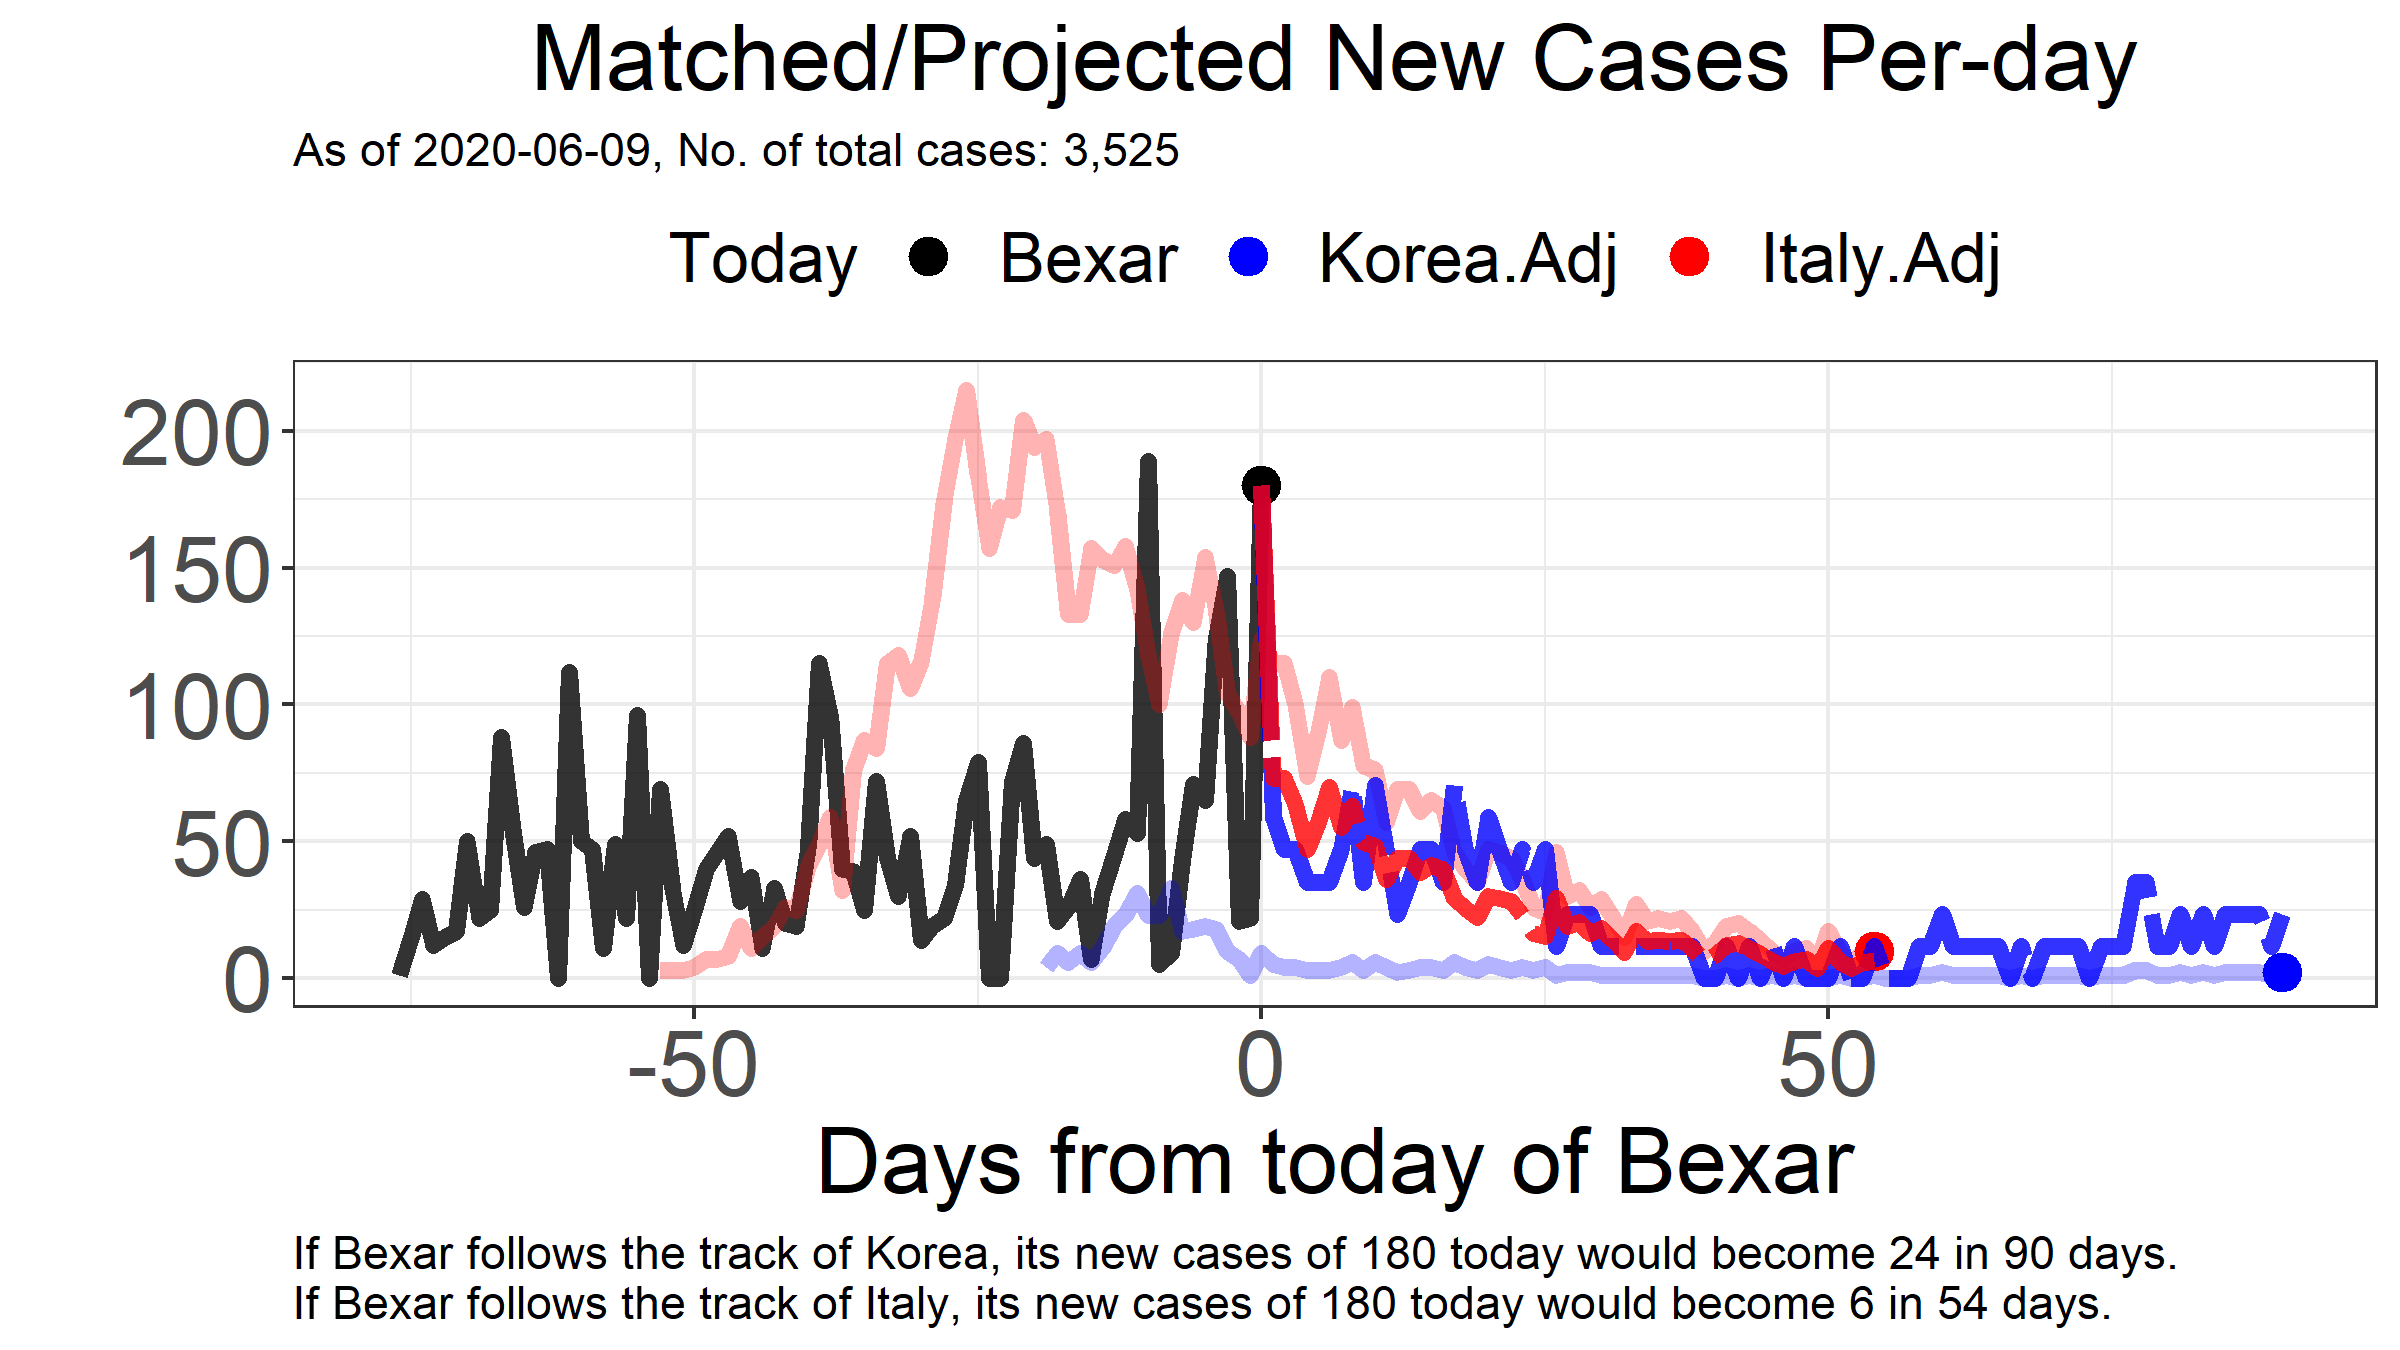 Matched/Projected New Cases Per-day
As of 2020-06-09, No. of total cases: 3,525
Today Bexar Korea.Adj Italy.Adj
200
150
100
50
0
-50 0 50
Days from today of Bexar
If Bexar follows the track of Korea, its new cases of 180 today would become 24 in 90 days.
If Bexar follows the track of Italy, its new cases of 180 today would become 6 in 54 days.